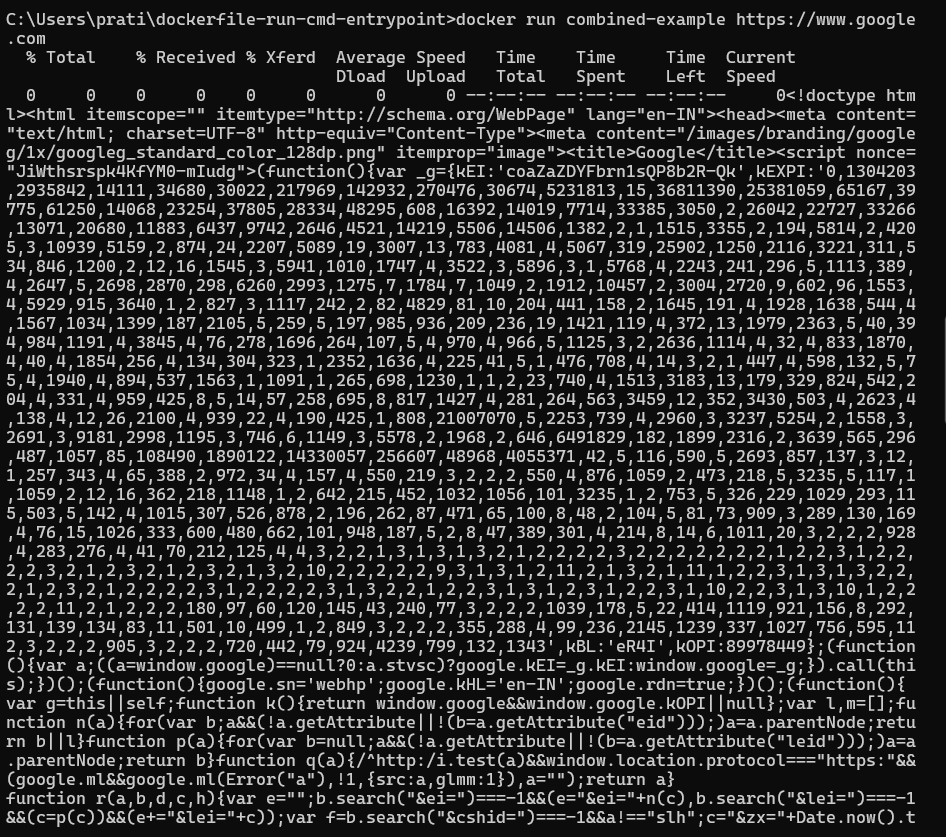 C:\Users\prati\dockerfile-run-cmd-entrypoint>docker run combined-example https://www.google
.com
  % Total    % Received % Xferd  Average Speed   Time    Time     Time  Current
                                 Dload  Upload   Total   Spent    Left  Speed
  0     0    0     0    0     0      0      0 --:--:-- --:--:-- --:--:--     0<!doctype htm
l><html itemscope="" itemtype="http://schema.org/WebPage" lang="en-IN"><head><meta content=
"text/html; charset=UTF-8" http-equiv="Content-Type"><meta content="/images/branding/google
g/1x/googleg_standard_color_128dp.png" itemprop="image"><title>Google</title><script nonce=
"JiWthsrspk4KfYM0-mIudg">(function(){var _g={kEI:'coaZaZDYFbrn1sQP8b2R-Qk',kEXPI:'0,1304203
,2935842,14111,34680,30022,217969,142932,270476,30674,5231813,15,36811390,25381059,65167,39
775,61250,14068,23254,37805,28334,48295,608,16392,14019,7714,33385,3050,2,26042,22727,33266
,13071,20680,11883,6437,9742,2646,4521,14219,5506,14506,1382,2,1,1515,3355,2,194,5814,2,420
5,3,10939,5159,2,874,24,2207,5089,19,3007,13,783,4081,4,5067,319,25902,1250,2116,3221,311,5
34,846,1200,2,12,16,1545,3,5941,1010,1747,4,3522,3,5896,3,1,5768,4,2243,241,296,5,1113,389,
4,2647,5,2698,2870,298,6260,2993,1275,7,1784,7,1049,2,1912,10457,2,3004,2720,9,602,96,1553,
4,5929,915,3640,1,2,827,3,1117,242,2,82,4829,81,10,204,441,158,2,1645,191,4,1928,1638,544,4
,1567,1034,1399,187,2105,5,259,5,197,985,936,209,236,19,1421,119,4,372,13,1979,2363,5,40,39
4,984,1191,4,3845,4,76,278,1696,264,107,5,4,970,4,966,5,1125,3,2,2636,1114,4,32,4,833,1870,
4,40,4,1854,256,4,134,304,323,1,2352,1636,4,225,41,5,1,476,708,4,14,3,2,1,447,4,598,132,5,7
5,4,1940,4,894,537,1563,1,1091,1,265,698,1230,1,1,2,23,740,4,1513,3183,13,179,329,824,542,2
04,4,331,4,959,425,8,5,14,57,258,695,8,817,1427,4,281,264,563,3459,12,352,3430,503,4,2623,4
,138,4,12,26,2100,4,939,22,4,190,425,1,808,21007070,5,2253,739,4,2960,3,3237,5254,2,1558,3,
2691,3,9181,2998,1195,3,746,6,1149,3,5578,2,1968,2,646,6491829,182,1899,2316,2,3639,565,296
,487,1057,85,108490,1890122,14330057,256607,48968,4055371,42,5,116,590,5,2693,857,137,3,12,
1,257,343,4,65,388,2,972,34,4,157,4,550,219,3,2,2,2,550,4,876,1059,2,473,218,5,3235,5,117,1
,1059,2,12,16,362,218,1148,1,2,642,215,452,1032,1056,101,3235,1,2,753,5,326,229,1029,293,11
5,503,5,142,4,1015,307,526,878,2,196,262,87,471,65,100,8,48,2,104,5,81,73,909,3,289,130,169
,4,76,15,1026,333,600,480,662,101,948,187,5,2,8,47,389,301,4,214,8,14,6,1011,20,3,2,2,2,928
,4,283,276,4,41,70,212,125,4,4,3,2,2,1,3,1,3,1,3,2,1,2,2,2,2,3,2,2,2,2,2,2,2,1,2,2,3,1,2,2,
2,2,3,2,1,2,3,2,1,2,3,2,1,3,2,10,2,2,2,2,2,9,3,1,3,1,2,11,2,1,3,2,1,11,1,2,2,3,1,3,1,3,2,2,
2,1,2,3,2,1,2,2,2,2,3,1,2,2,2,2,3,1,3,2,2,1,2,2,3,1,3,1,2,3,1,2,2,3,1,10,2,2,3,1,3,10,1,2,2
,2,2,11,2,1,2,2,2,180,97,60,120,145,43,240,77,3,2,2,2,1039,178,5,22,414,1119,921,156,8,292,
131,139,134,83,11,501,10,499,1,2,849,3,2,2,2,355,288,4,99,236,2145,1239,337,1027,756,595,11
2,3,2,2,2,905,3,2,2,2,720,442,79,924,4239,799,132,1343',kBL:'eR4I',kOPI:89978449};(function
(){var a;((a=window.google)==null?0:a.stvsc)?google.kEI=_g.kEI:window.google=_g;}).call(thi
s);})();(function(){google.sn='webhp';google.kHL='en-IN';google.rdn=true;})();(function(){
var g=this||self;function k(){return window.google&&window.google.kOPI||null};var l,m=[];fu
nction n(a){for(var b;a&&(!a.getAttribute||!(b=a.getAttribute("eid")));)a=a.parentNode;retu
rn b||l}function p(a){for(var b=null;a&&(!a.getAttribute||!(b=a.getAttribute("leid")));)a=a
.parentNode;return b}function q(a){/^http:/i.test(a)&&window.location.protocol==="https:"&&
(google.ml&&google.ml(Error("a"),!1,{src:a,glmm:1}),a="");return a}
function r(a,b,d,c,h){var e="";b.search("&ei=")===-1&&(e="&ei="+n(c),b.search("&lei=")===-1
&&(c=p(c))&&(e+="&lei="+c));var f=b.search("&cshid=")===-1&&a!=="slh";c="&zx="+Date.now().t